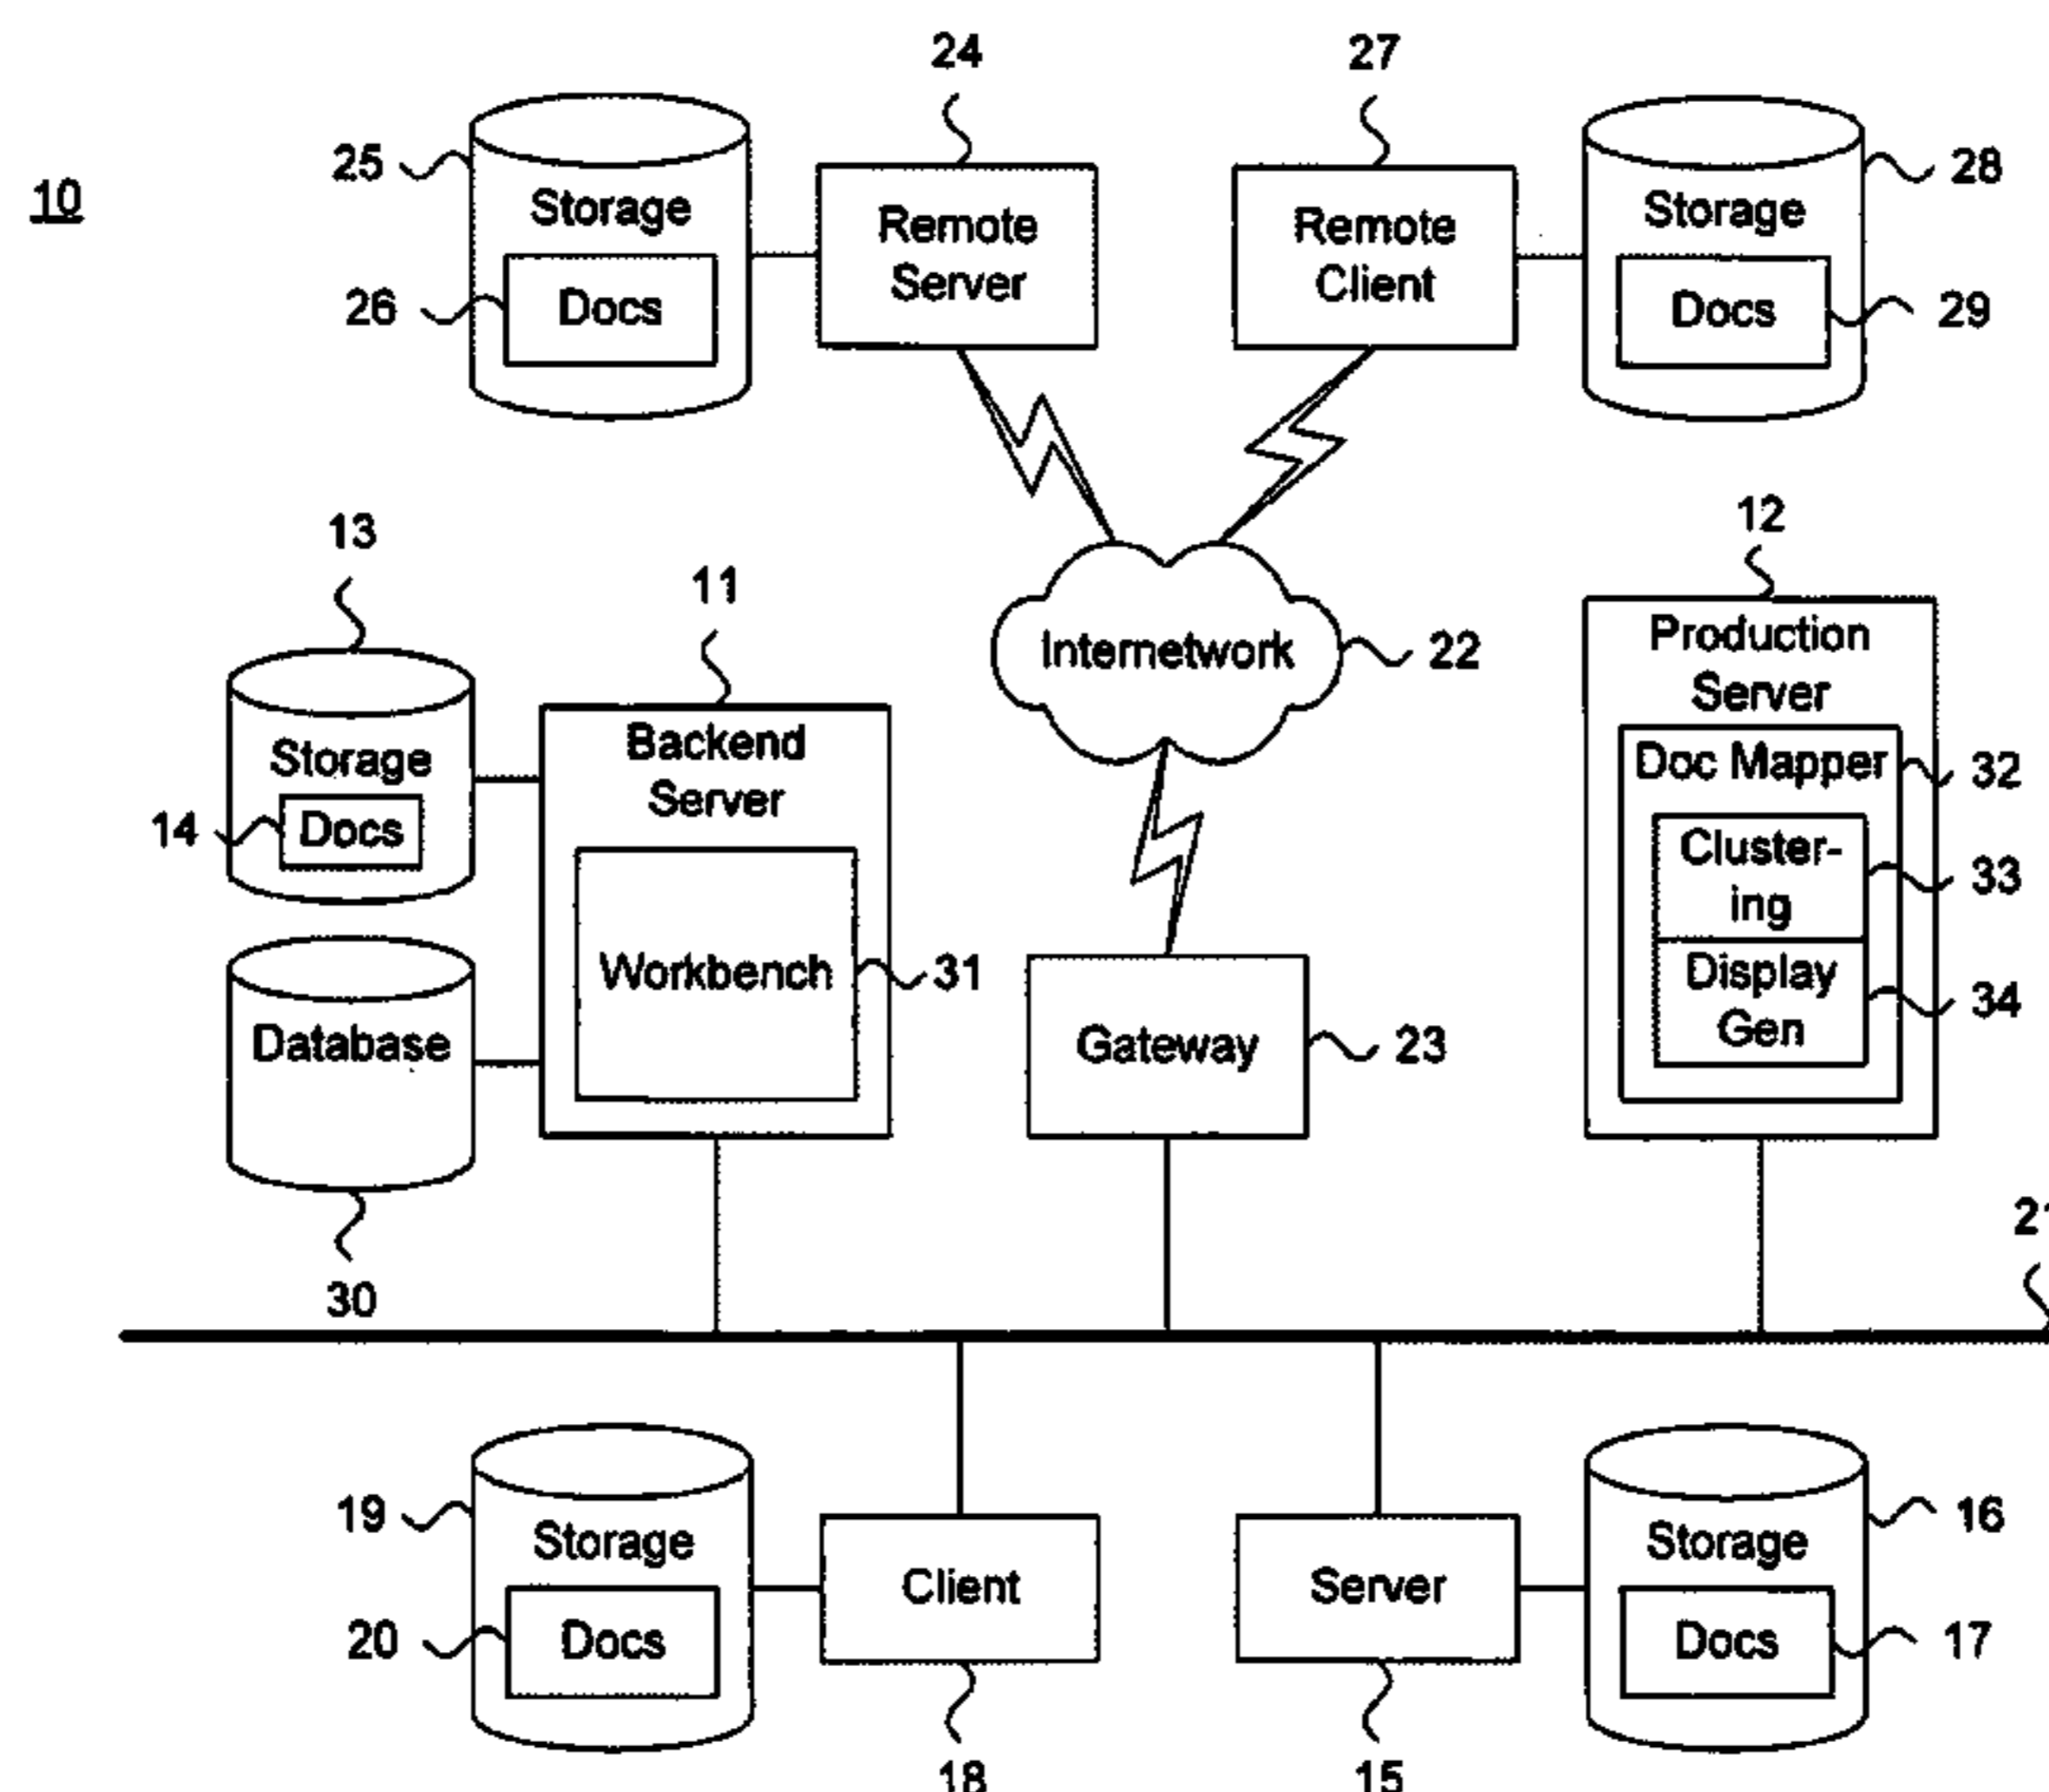 24
27
25
Storage
Remote
Server
Remote
Client
Storage
28
10
26
Docs
Docs
29
13
11
12
Internetwork
22
Production
Server
Storage
Backend
Server
Doc Mapper
32
14
Docs
Cluster-
ing
33
Workbench
31
Display
Gen
34
Database
Gateway
23
30
21
19
Storage
Client
Server
Storage
16
20
Docs
Docs
17
18
15